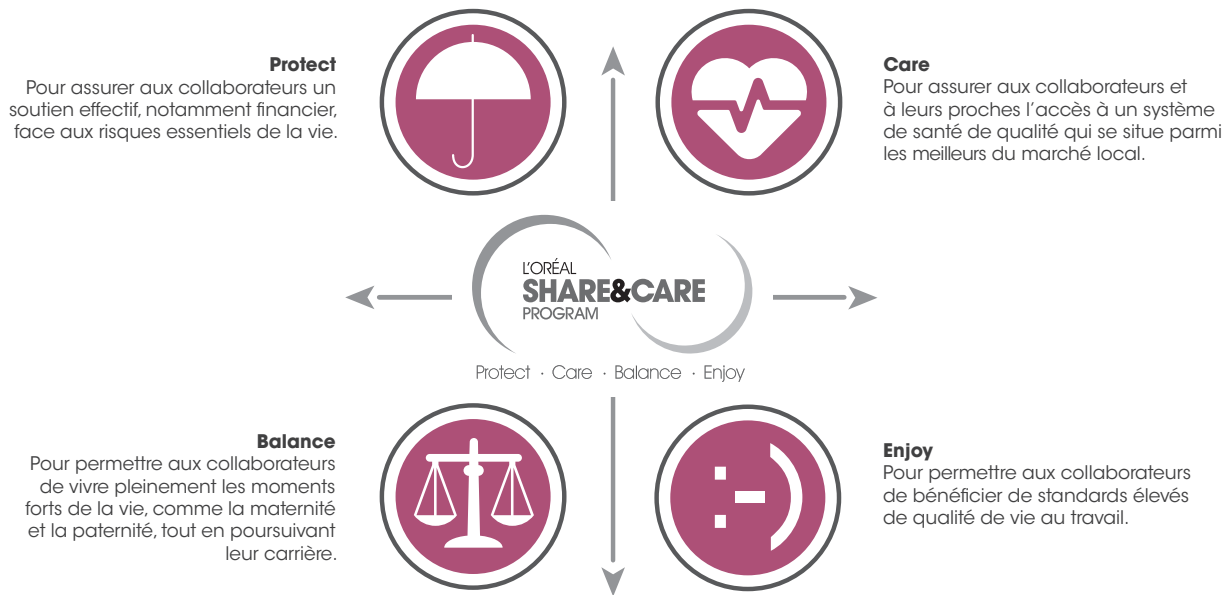 Protect
Pour assurer aux collaborateurs un
soutien effectif, notamment financier,
face aux risques essentiels de la vie.
Care
Pour assurer aux collaborateurs et
à leurs proches l’accès à un système
de santé de qualité qui se situe parmi
les meilleurs du marché local.
L’ORÉAL
SHARE&CARE
PROGRAM
Protect · Care · Balance · Enjoy
Balance
Pour permettre aux collaborateurs
de vivre pleinement les moments
forts de la vie, comme la maternité
et la paternité, tout en poursuivant
leur carrière.
Enjoy
Pour permettre aux collaborateurs
de bénéficier de standards élevés
de qualité de vie au travail.